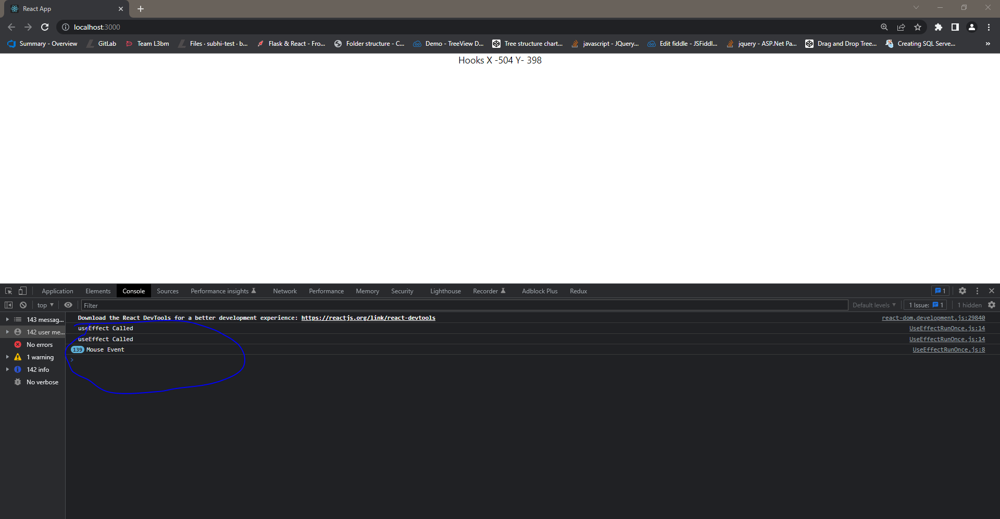 React App
localhost:3000
Summary - Overview GitLab Team L3bm Files · subhi-test · b... Flask & React - Fro... Folder structure - C... Demo - TreeView D... Tree structure chart... javascript - JQuery... Edit fiddle - JSFiddl... jquery - ASP.Net Pa... Drag and Drop Tree... Creating SQL Serve... »
Hooks X -504 Y- 398
Application Elements Console Sources Performance insights Network Performance Memory Security Lighthouse Recorder Adblock Plus Redux 1
top Filter Default levels 1 Issue: 1 1 hidden
143 messag...
Download the React DevTools for a better development experience: https://reactjs.org/link/react-devtools react-dom.development.js:29840
142 user me...
useEffect Called UseEffectRunOnce.js:14
useEffect Called UseEffectRunOnce.js:14
No errors
139 Mouse Event UseEffectRunOnce.js:8
1 warning
142 info
No verbose